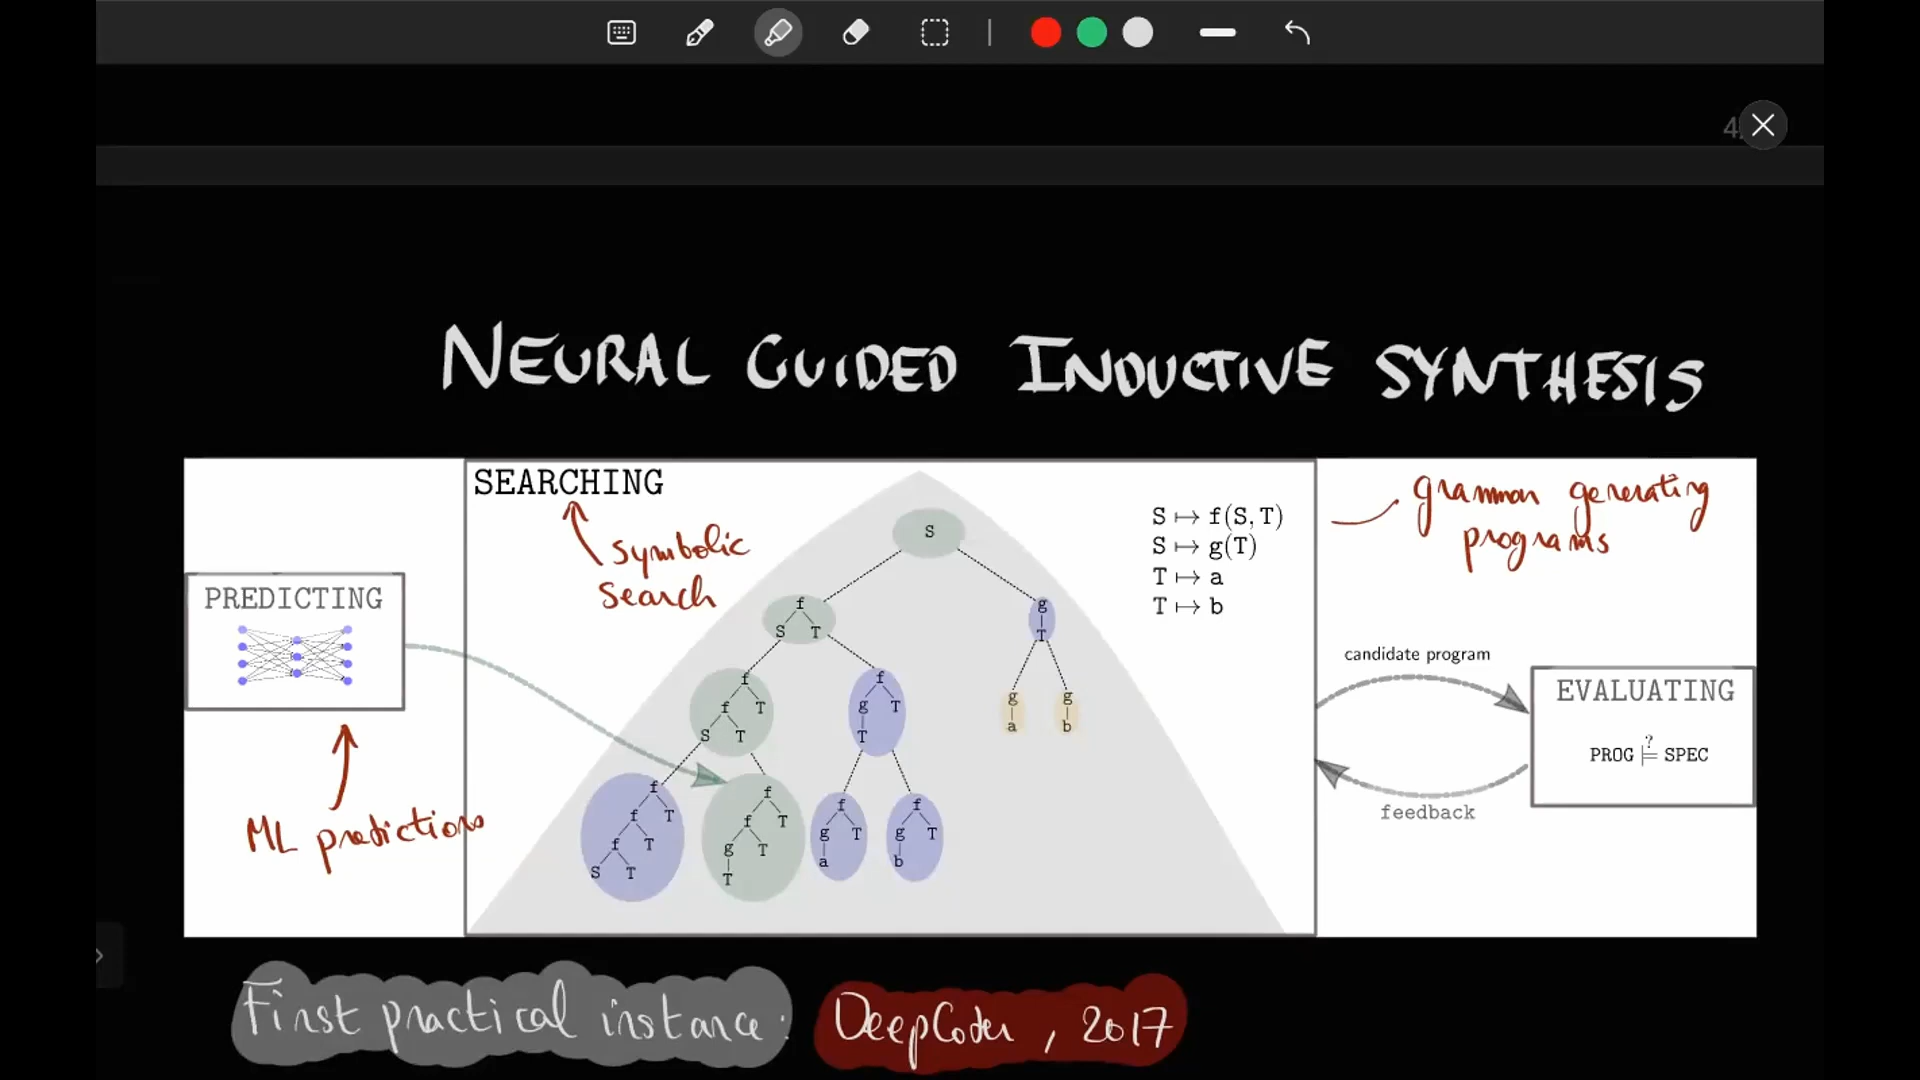 4
NEURAL GUIDED INDUCTIVE SYNTHESIS
SEARCHING
symbolic
search
S ↦ f(S, T)
S ↦ g(T)
T ↦ a
T ↦ b
grammar generating
programs
PREDICTING
ML predictions
S
f
S T
g
T
f
f T
S T
f
g T
T
g
a
g
b
f
f T
f T
S T
f
f T
g T
T
f
g T
a
f
g T
b
candidate program
EVALUATING
PROG ⊨? SPEC
feedback
First practical instance:
DeepCoder, 2017